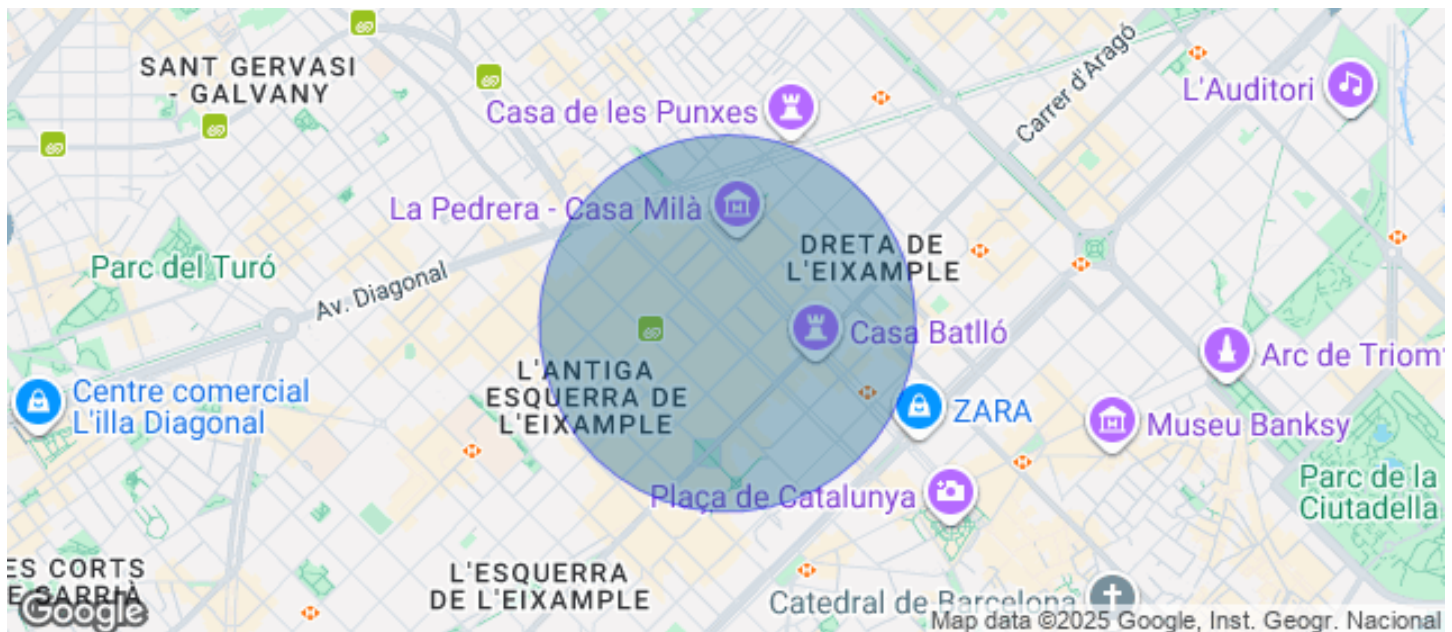 SANT GERVASI
- GALVANY
Casa de les Punxes
Carrer d'Aragó
L'Auditori
La Pedrera - Casa Milà
DRETA DE
L'EIXAMPLE
Parc del Turó
Av. Diagonal
Casa Batlló
Arc de Triom
L'ANTIGA
ESQUERRA DE
L'EIXAMPLE
Centre comercial
L'illa Diagonal
ZARA
Museu Banksy
Plaça de Catalunya
Parc de la
Ciutadella
ES CORTS
E SARRIÀ
L'ESQUERRA
DE L'EIXAMPLE
Catedral de Barcelona
Google
Map data ©2025 Google, Inst. Geogr. Nacional